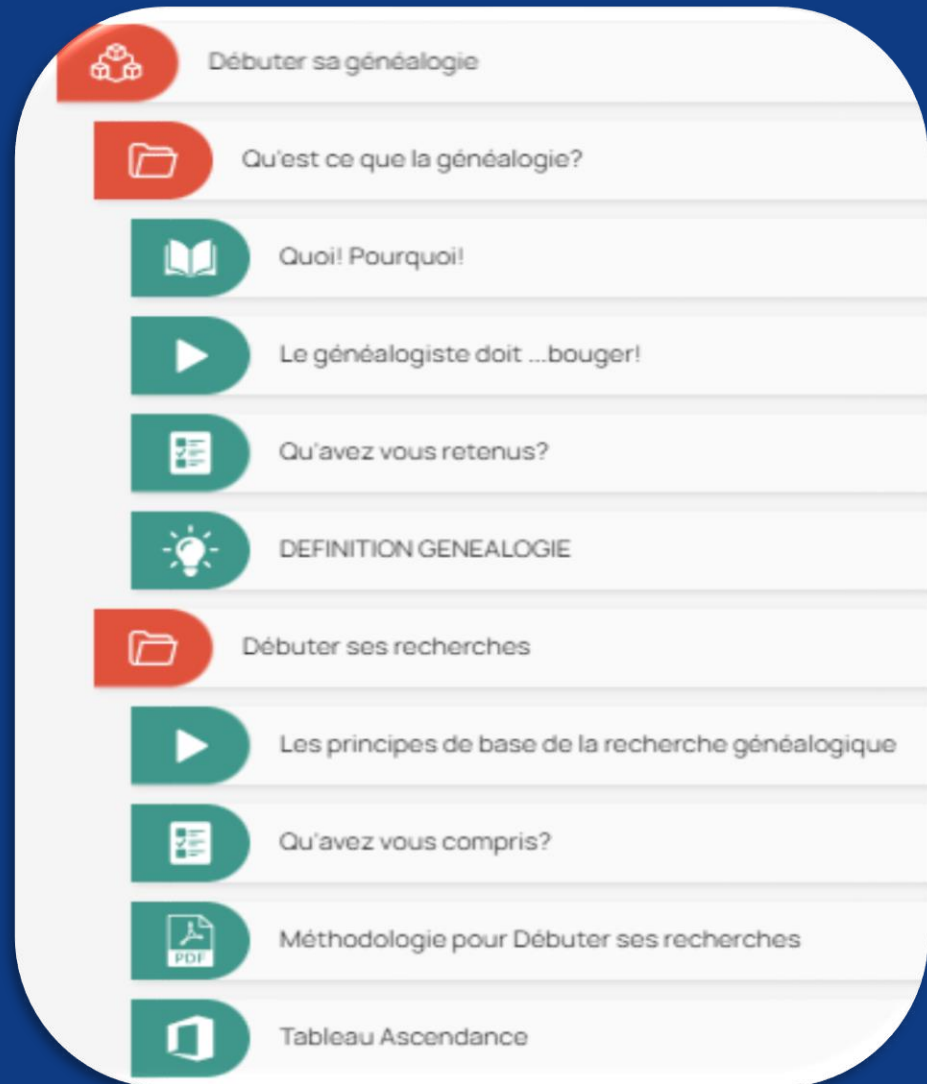 Débuter sa généalogie
Qu'est ce que la généalogie?
Quoi! Pourquoi!
Le généalogiste doit ...bouger!
Qu'avez vous retenus?
DEFINITION GENEALOGIE
Débuter ses recherches
Les principes de base de la recherche généalogique
Qu'avez vous compris?
PDF
Méthodologie pour Débuter ses recherches
Tableau Ascendance